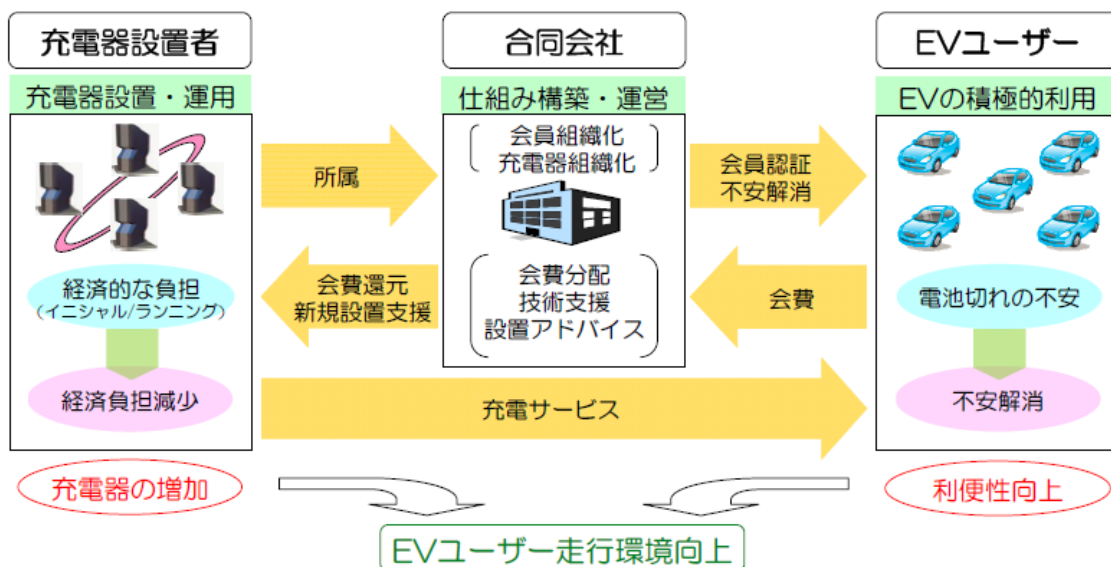 充電器設置者
充電器設置・運用
経済的な負担
(イニシャル/ランニング)
経済負担減少
充電器の増加
所属
会費還元
新規設置支援
合同会社
仕組み構築・運営
会員組織化
充電器組織化
会費分配
技術支援
設置アドバイス
会員認証
不安解消
会費
充電サービス
EVユーザー
EVの積極的利用
電池切れの不安
不安解消
利便性向上
EVユーザー走行環境向上